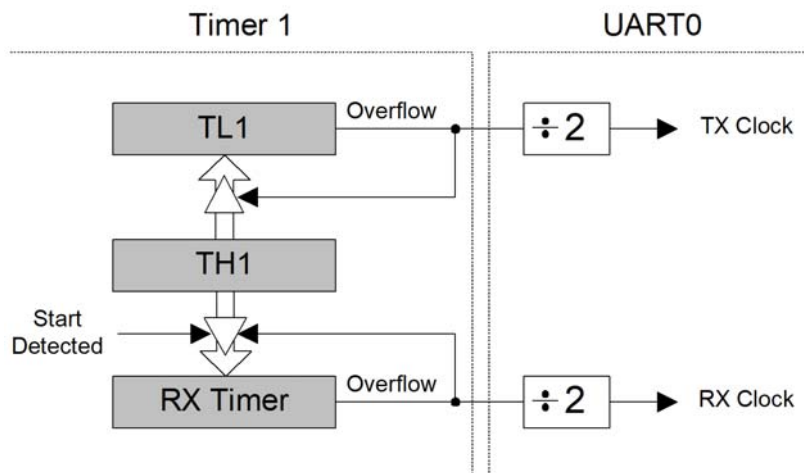 Timer 1
UART0
TL1
Overflow
÷ 2
TX Clock
TH1
Start
Detected
RX Timer
Overflow
÷ 2
RX Clock